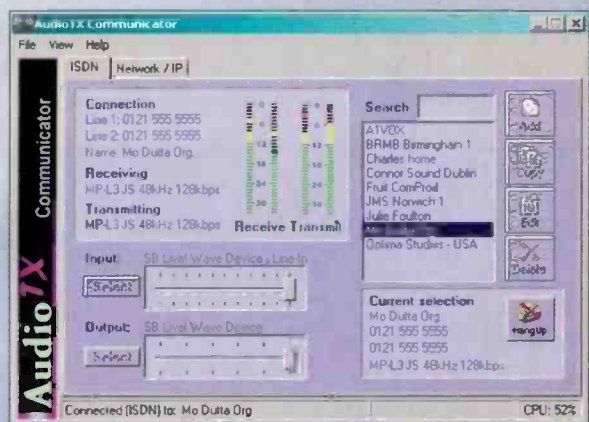 AudioTX Communicator
File View Help
ISDN Network / IP
Communicator
AudioTX
Connection
Line 1: 0121 555 5555
Line 2: 0121 555 5555
Name: Mo Dutta Org.
Receiving
MP-L3 JS 48kHz 128kbps
Transmitting
MP-L3 JS 48kHz 128kbps
Receive Transmit
Search
A1VOX
BRMB Birmingham 1
Charles home
Connor Sound Dublin
Fruit ComProd
JMS Norwich 1
Julie Foulton
Optima Studios - USA
Add
Copy
Edit
Delete
Input: SB Live! Wave Device, Line-In
Select
Output: SB Live! Wave Device
Select
Current selection
Mo Dutta Org
0121 555 5555
0121 555 5555
MP-L3 JS 48kHz 128kbps
Hang Up
Connected (ISDN) to: Mo Dutta Org
CPU: 52%